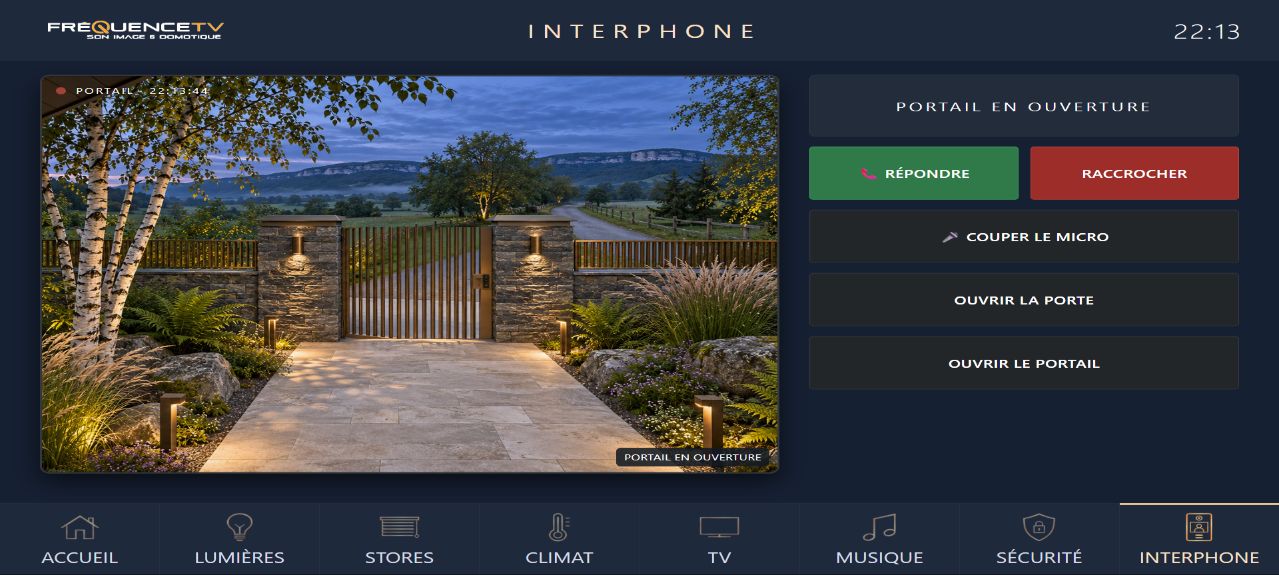 FRÉQUENCETV
SON IMAGE & DOMOTIQUE
INTERPHONE
22:13
PORTAIL - 22:13:44
PORTAIL EN OUVERTURE
RÉPONDRE
RACCROCHER
COUPER LE MICRO
OUVRIR LA PORTE
OUVRIR LE PORTAIL
PORTAIL EN OUVERTURE
ACCUEIL
LUMIÈRES
STORES
CLIMAT
TV
MUSIQUE
SÉCURITÉ
INTERPHONE